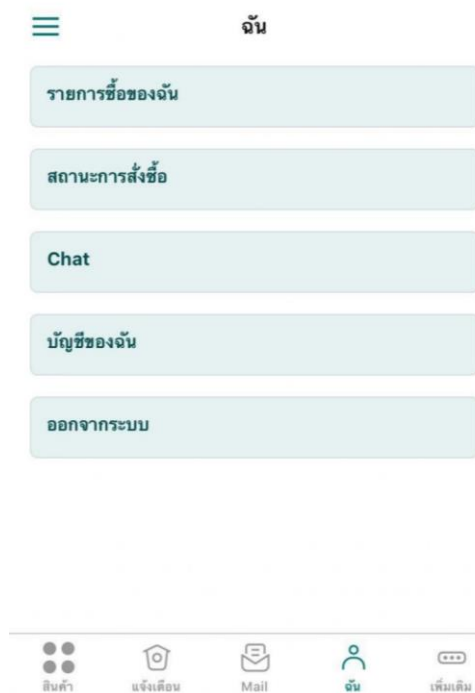 ฉัน
รายการซื้อของฉัน
สถานะการสั่งซื้อ
Chat
บัญชีของฉัน
ออกจากระบบ
สินค้า
แจ้งเตือน
Mail
ฉัน
เพิ่มเติม